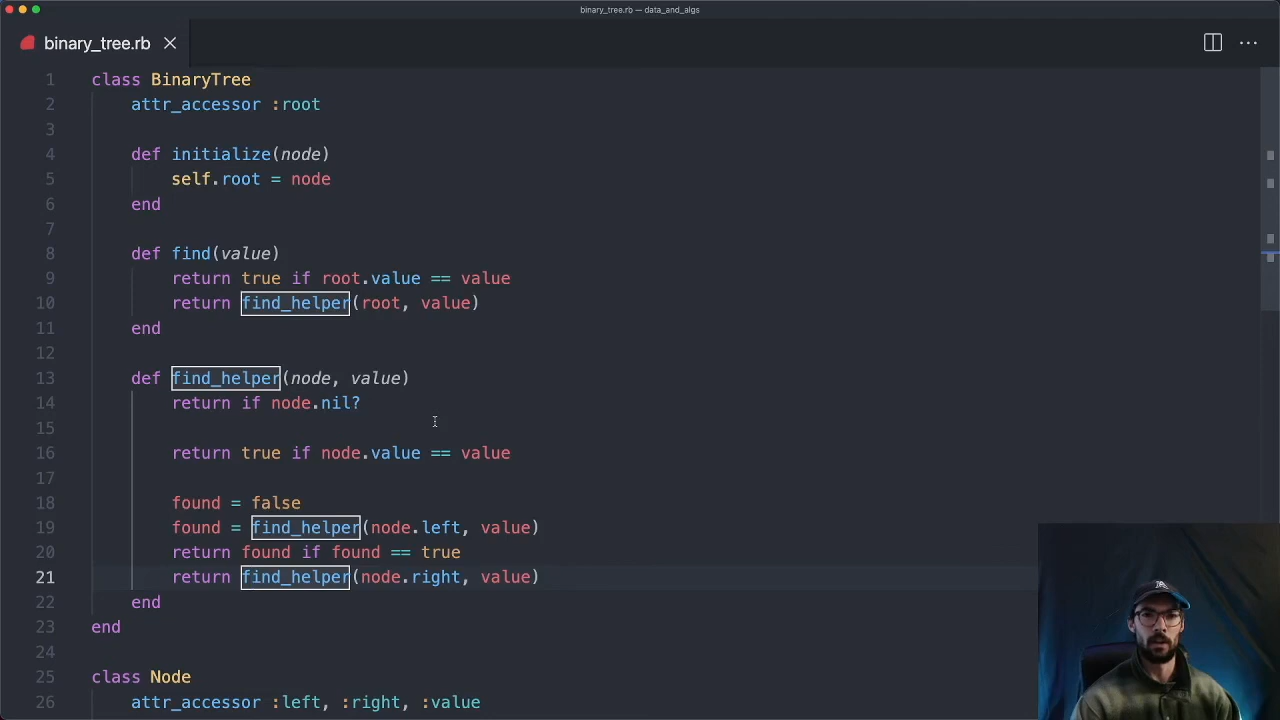 binary_tree.rb — data_and_algs
binary_tree.rb
1 class BinaryTree
2 attr_accessor :root
3
4 def initialize(node)
5 self.root = node
6 end
7
8 def find(value)
9 return true if root.value == value
10 return find_helper(root, value)
11 end
12
13 def find_helper(node, value)
14 return if node.nil?
15
16 return true if node.value == value
17
18 found = false
19 found = find_helper(node.left, value)
20 return found if found == true
21 return find_helper(node.right, value)
22 end
23 end
24
25 class Node
26 attr_accessor :left, :right, :value